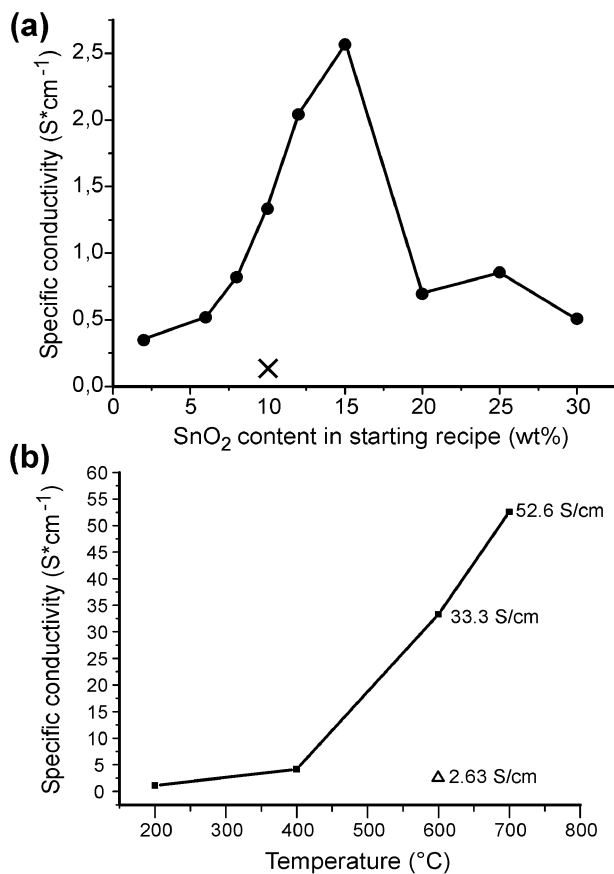 (a)
Specific conductivity (S*cm⁻¹)
2,5
2,0
1,5
1,0
0,5
0,0
0 5 10 15 20 25 30
SnO₂ content in starting recipe (wt%)
(b)
Specific conductivity (S*cm⁻¹)
60
55
50
45
40
35
30
25
20
15
10
5
0
52.6 S/cm
33.3 S/cm
2.63 S/cm
200 300 400 500 600 700 800
Temperature (°C)